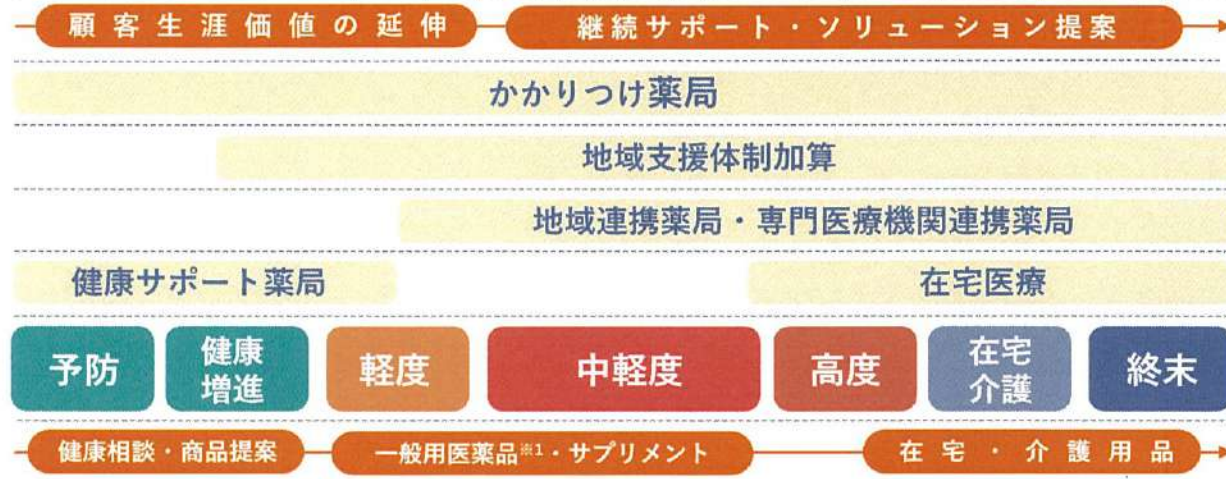 顧客生涯価値の延伸
継続サポート・ソリューション提案
かかりつけ薬局
地域支援体制加算
地域連携薬局・専門医療機関連携薬局
健康サポート薬局
在宅医療
予防
健康
増進
軽度
中軽度
高度
在宅
介護
終末
健康相談・商品提案
一般用医薬品※1・サプリメント
在宅・介護用品